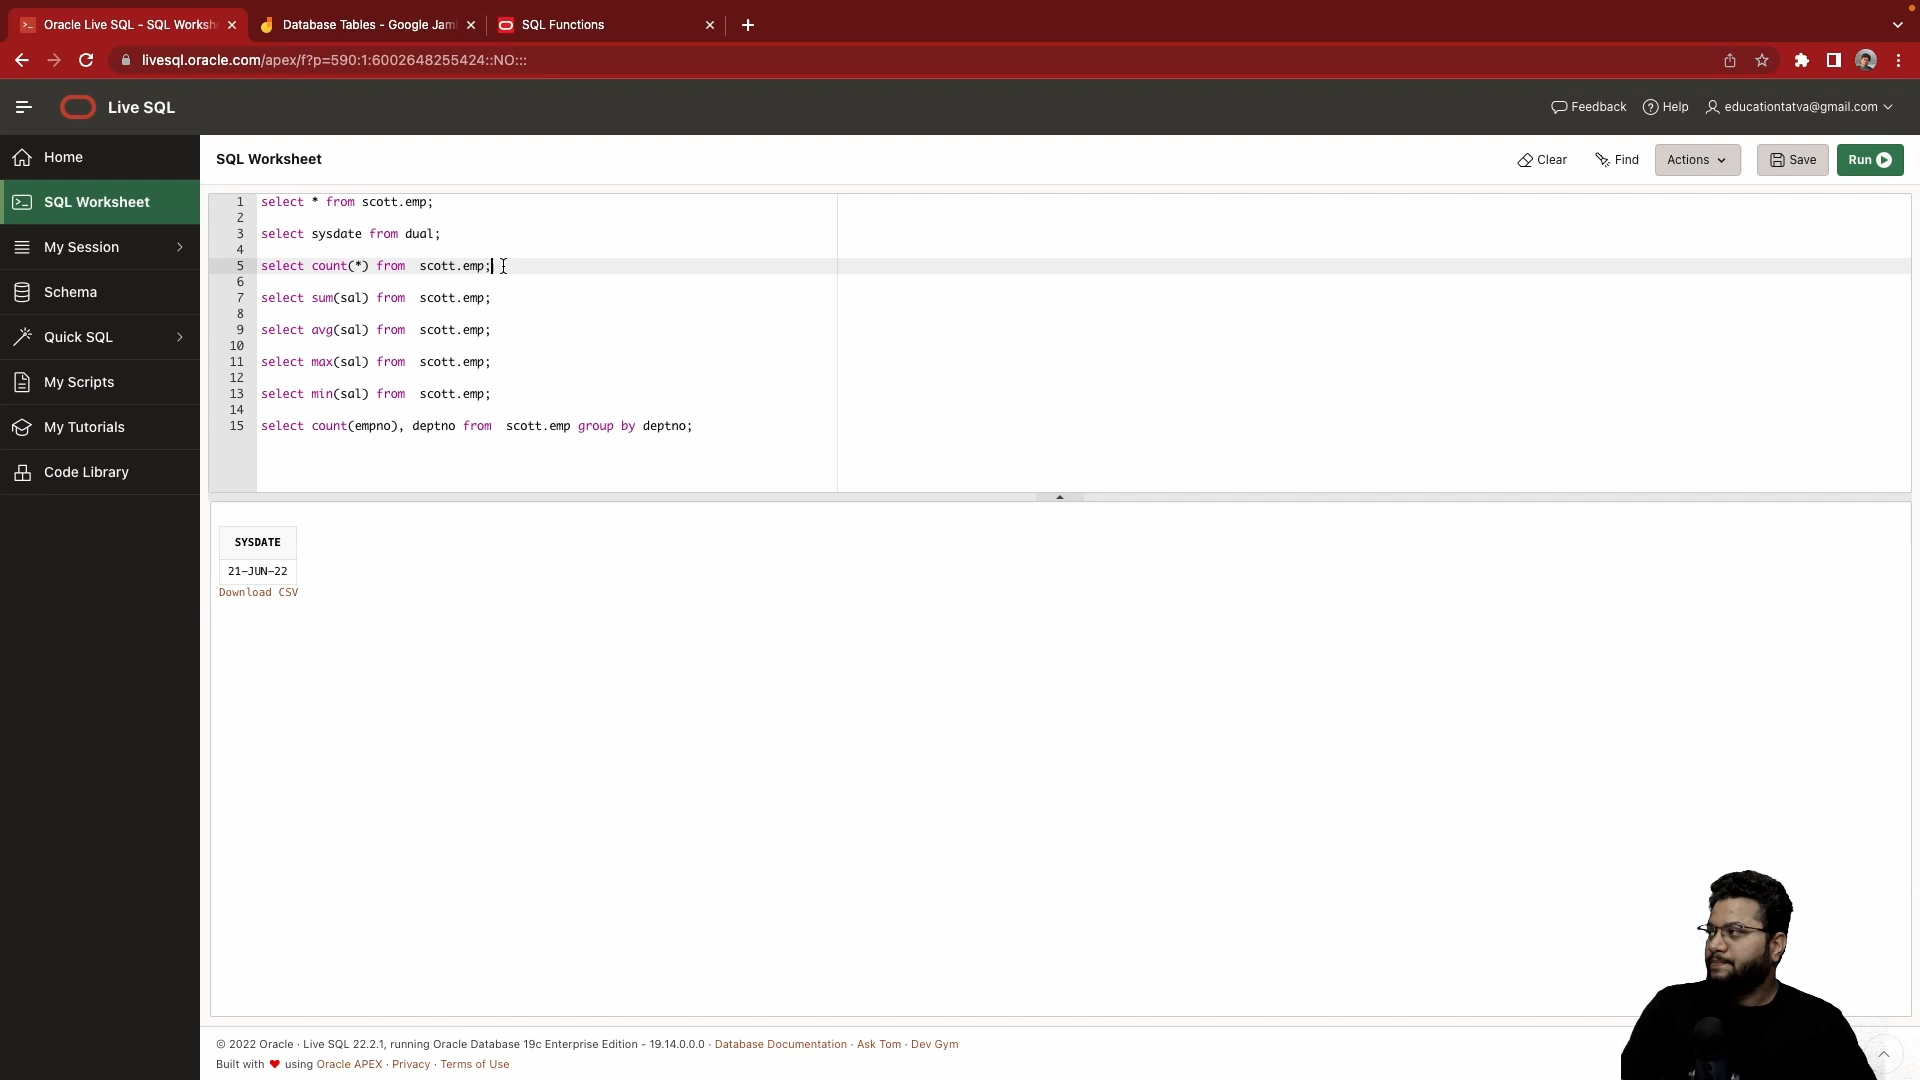 Oracle Live SQL - SQL Worksh
Database Tables - Google Jam
SQL Functions
livesql.oracle.com/apex/f?p=590:1:6002648255424::NO:::
Live SQL
Feedback
Help
educationtatva@gmail.com
Home
SQL Worksheet
My Session
Schema
Quick SQL
My Scripts
My Tutorials
Code Library
SQL Worksheet
Clear
Find
Actions
Save
Run
1 select * from scott.emp;
2
3 select sysdate from dual;
4
5 select count(*) from  scott.emp;
6
7 select sum(sal) from  scott.emp;
8
9 select avg(sal) from  scott.emp;
10
11 select max(sal) from  scott.emp;
12
13 select min(sal) from  scott.emp;
14
15 select count(empno), deptno from  scott.emp group by deptno;
SYSDATE
21-JUN-22
Download CSV
© 2022 Oracle · Live SQL 22.2.1, running Oracle Database 19c Enterprise Edition - 19.14.0.0.0 · Database Documentation · Ask Tom · Dev Gym
Built with ❤ using Oracle APEX · Privacy · Terms of Use